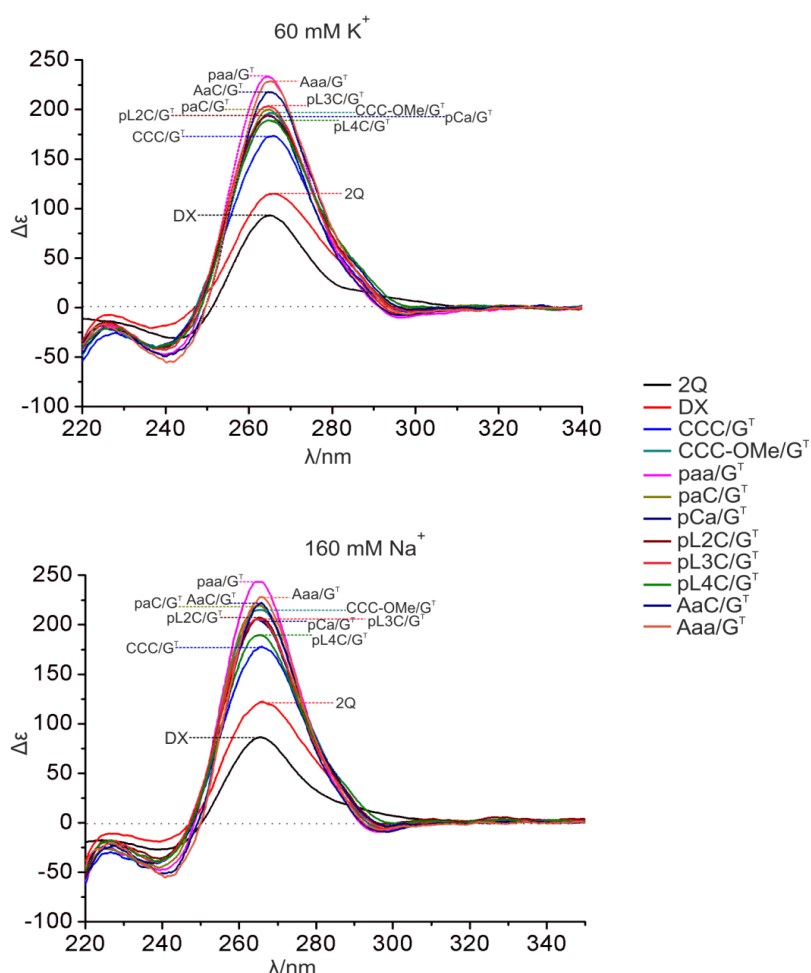 60 mM K⁺
250
200
150
100
50
0
-50
-100
Δε
paa/Gᵀ
Aaa/Gᵀ
AaC/Gᵀ
pL3C/Gᵀ
paC/Gᵀ
CCC-OMe/Gᵀ
pL2C/Gᵀ
pCa/Gᵀ
pL4C/Gᵀ
CCC/Gᵀ
2Q
DX
220 240 260 280 300 320 340
λ/nm
2Q
DX
CCC/Gᵀ
CCC-OMe/Gᵀ
paa/Gᵀ
paC/Gᵀ
pCa/Gᵀ
pL2C/Gᵀ
pL3C/Gᵀ
pL4C/Gᵀ
AaC/Gᵀ
Aaa/Gᵀ
160 mM Na⁺
250
200
150
100
50
0
-50
-100
Δε
paa/Gᵀ
Aaa/Gᵀ
paC/Gᵀ AaC/Gᵀ
CCC-OMe/Gᵀ
pL2C/Gᵀ
pL3C/Gᵀ
pCa/Gᵀ
pL4C/Gᵀ
CCC/Gᵀ
2Q
DX
220 240 260 280 300 320 340
λ/nm